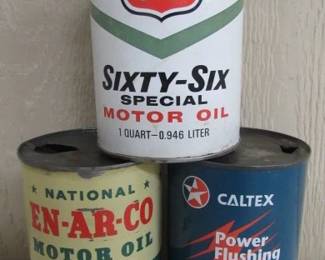 SIXTY-SIX
SPECIAL
MOTOR OIL
1 QUART–0.946 LITER
NATIONAL
EN-AR-CO
MOTOR OIL
CALTEX
Power
Flushing